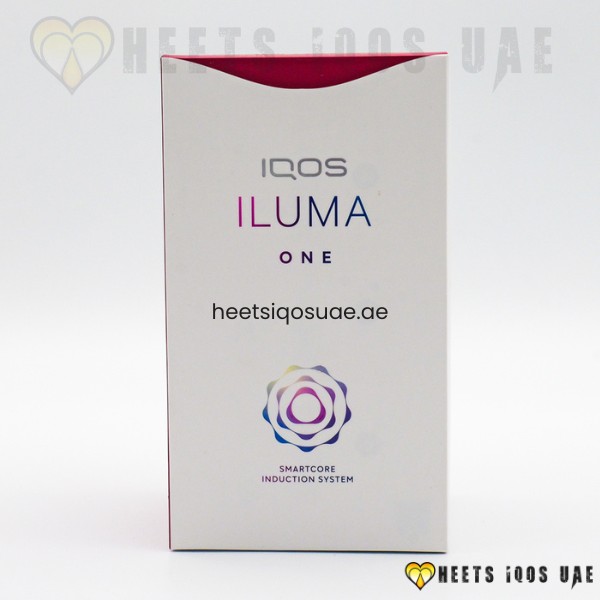 HEETS iQOS UAE
IQOS
ILUMA
ONE
heetsiqosuae.ae
SMARTCORE
INDUCTION SYSTEM
HEETS iQOS UAE